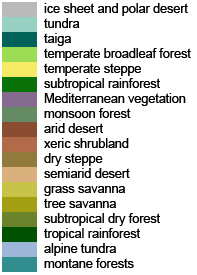 ice sheet and polar desert
tundra
taiga
temperate broadleaf forest
temperate steppe
subtropical rainforest
Mediterranean vegetation
monsoon forest
arid desert
xeric shrubland
dry steppe
semiarid desert
grass savanna
tree savanna
subtropical dry forest
tropical rainforest
alpine tundra
montane forests